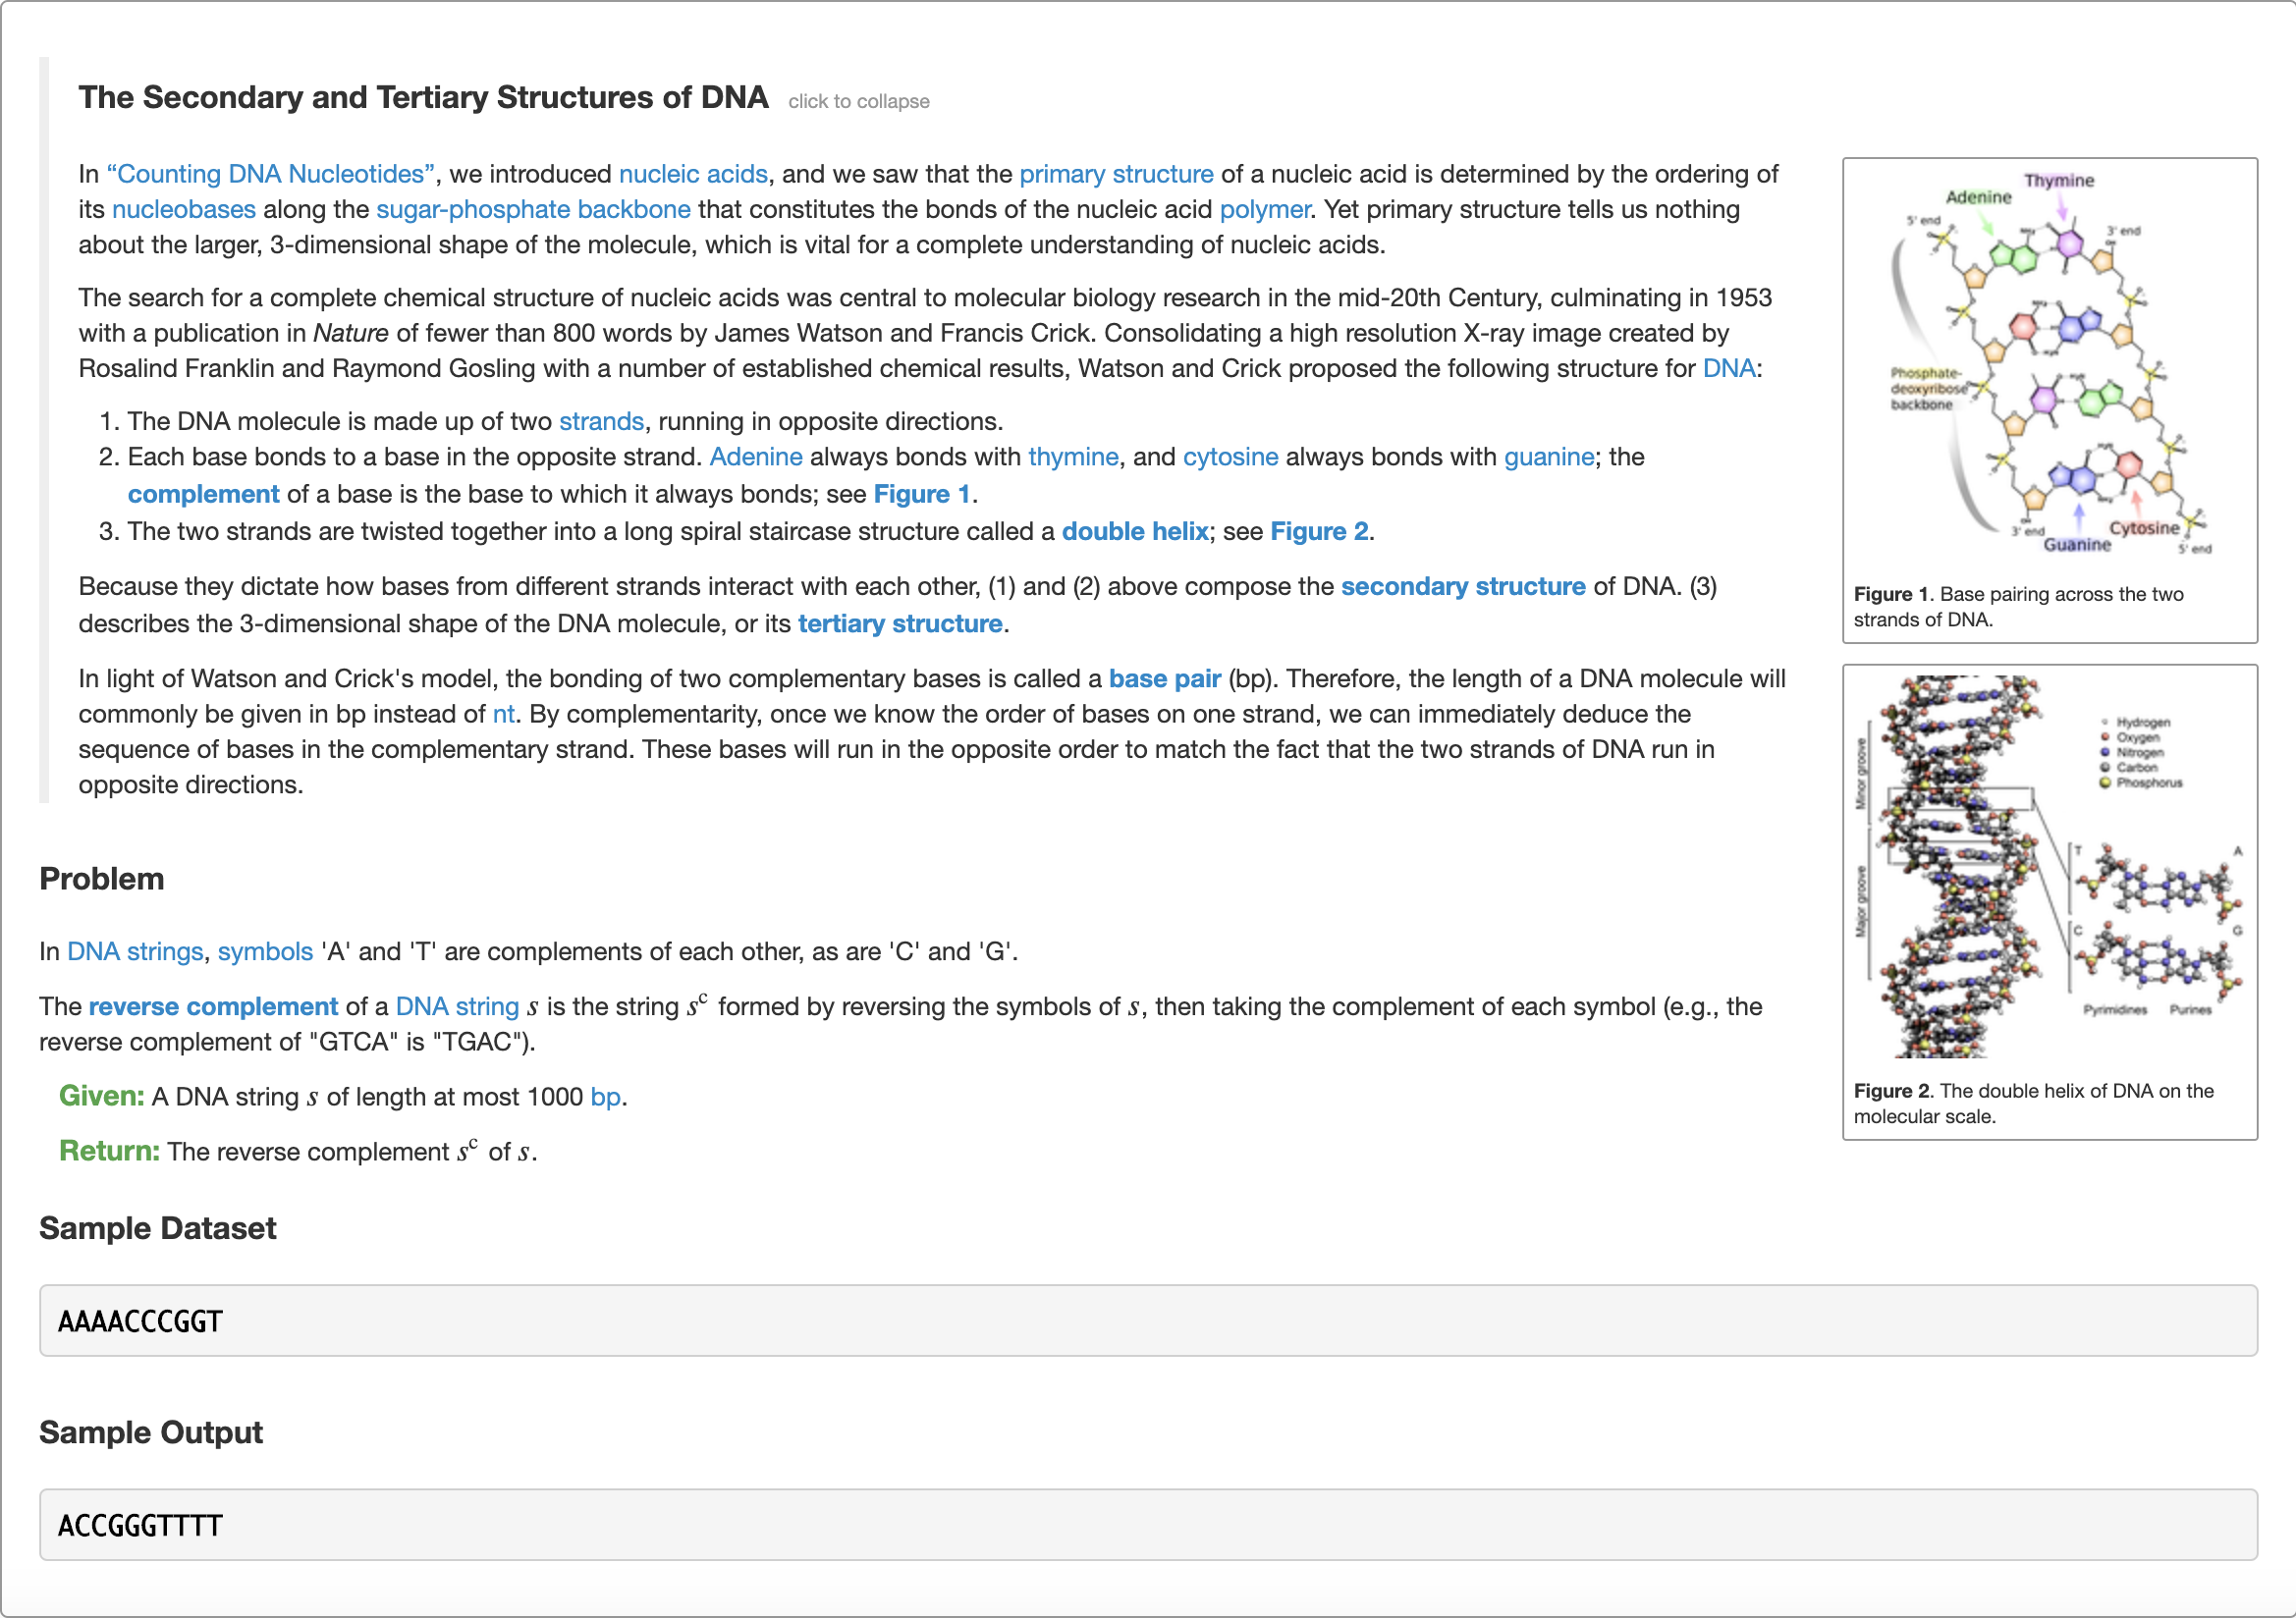 The Secondary and Tertiary Structures of DNA click to collapse
In “Counting DNA Nucleotides”, we introduced nucleic acids, and we saw that the primary structure of a nucleic acid is determined by the ordering of
its nucleobases along the sugar-phosphate backbone that constitutes the bonds of the nucleic acid polymer. Yet primary structure tells us nothing
about the larger, 3-dimensional shape of the molecule, which is vital for a complete understanding of nucleic acids.
The search for a complete chemical structure of nucleic acids was central to molecular biology research in the mid-20th Century, culminating in 1953
with a publication in Nature of fewer than 800 words by James Watson and Francis Crick. Consolidating a high resolution X-ray image created by
Rosalind Franklin and Raymond Gosling with a number of established chemical results, Watson and Crick proposed the following structure for DNA:
1. The DNA molecule is made up of two strands, running in opposite directions.
2. Each base bonds to a base in the opposite strand. Adenine always bonds with thymine, and cytosine always bonds with guanine; the
complement of a base is the base to which it always bonds; see Figure 1.
3. The two strands are twisted together into a long spiral staircase structure called a double helix; see Figure 2.
Because they dictate how bases from different strands interact with each other, (1) and (2) above compose the secondary structure of DNA. (3)
describes the 3-dimensional shape of the DNA molecule, or its tertiary structure.
In light of Watson and Crick's model, the bonding of two complementary bases is called a base pair (bp). Therefore, the length of a DNA molecule will
commonly be given in bp instead of nt. By complementarity, once we know the order of bases on one strand, we can immediately deduce the
sequence of bases in the complementary strand. These bases will run in the opposite order to match the fact that the two strands of DNA run in
opposite directions.
Thymine
Adenine
5' end
3' end
Phosphate-
deoxyribose
backbone
3' end
Cytosine
Guanine
5' end
Figure 1. Base pairing across the two
strands of DNA.
Hydrogen
Oxygen
Nitrogen
Carbon
Phosphorus
Minor groove
Major groove
T A
C G
Pyrimidines Purines
Figure 2. The double helix of DNA on the
molecular scale.
Problem
In DNA strings, symbols 'A' and 'T' are complements of each other, as are 'C' and 'G'.
The reverse complement of a DNA string s is the string sᶜ formed by reversing the symbols of s, then taking the complement of each symbol (e.g., the
reverse complement of "GTCA" is "TGAC").
Given: A DNA string s of length at most 1000 bp.
Return: The reverse complement sᶜ of s.
Sample Dataset
AAAACCCGGT
Sample Output
ACCGGGTTTT